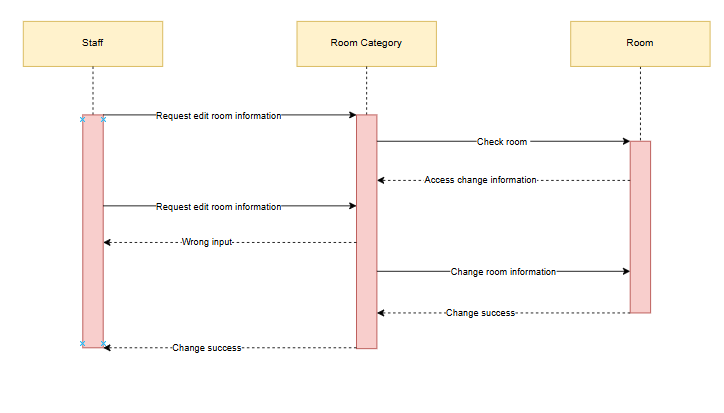 Staff
Room Category
Room
Request edit room information
Check room
Access change information
Request edit room information
Wrong input
Change room information
Change success
Change success